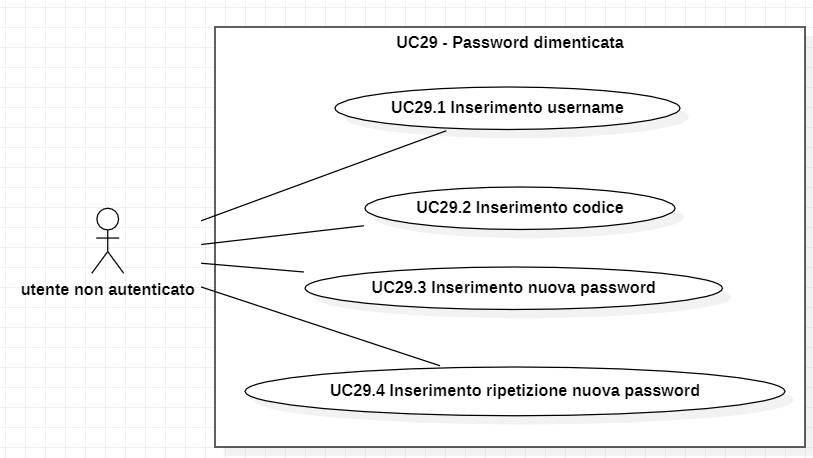 UC29 - Password dimenticata
UC29.1 Inserimento username
UC29.2 Inserimento codice
utente non autenticato
UC29.3 Inserimento nuova password
UC29.4 Inserimento ripetizione nuova password